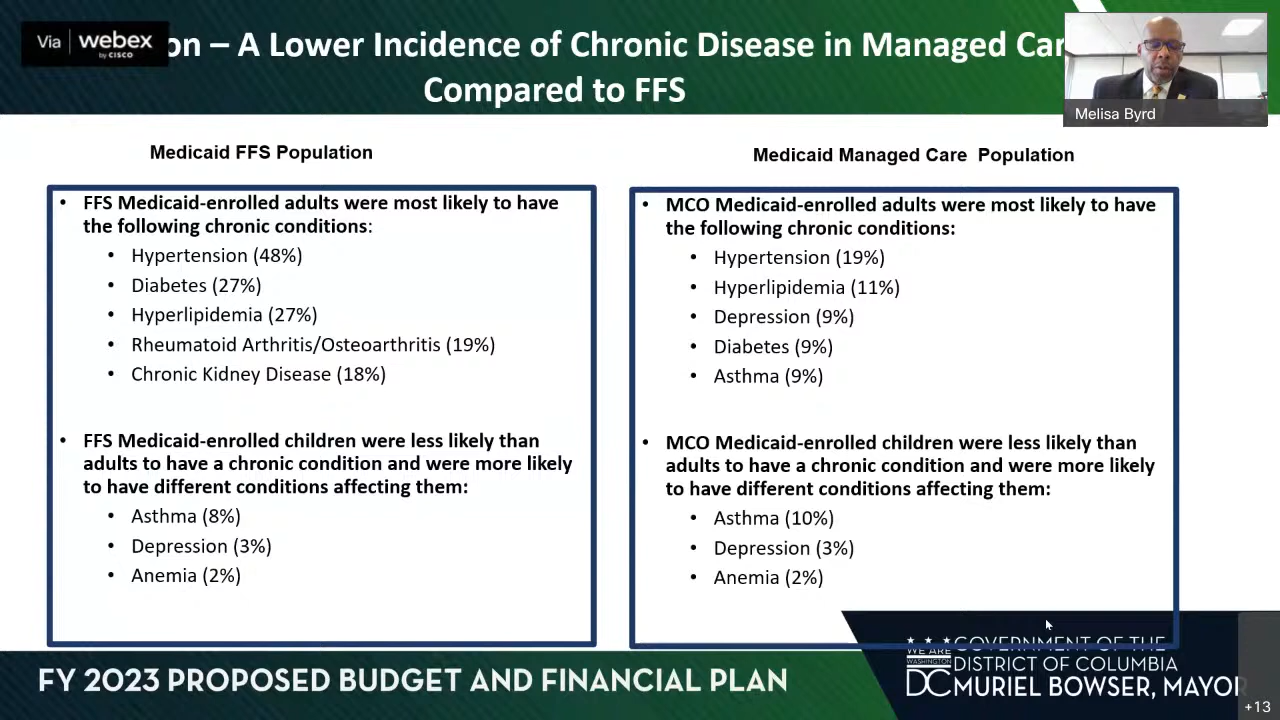 Via webex
by CISCO
on – A Lower Incidence of Chronic Disease in Managed Car
Compared to FFS
Melisa Byrd
Medicaid FFS Population
• FFS Medicaid-enrolled adults were most likely to have
the following chronic conditions:
• Hypertension (48%)
• Diabetes (27%)
• Hyperlipidemia (27%)
• Rheumatoid Arthritis/Osteoarthritis (19%)
• Chronic Kidney Disease (18%)
• FFS Medicaid-enrolled children were less likely than
adults to have a chronic condition and were more likely
to have different conditions affecting them:
• Asthma (8%)
• Depression (3%)
• Anemia (2%)
Medicaid Managed Care Population
• MCO Medicaid-enrolled adults were most likely to have
the following chronic conditions:
• Hypertension (19%)
• Hyperlipidemia (11%)
• Depression (9%)
• Diabetes (9%)
• Asthma (9%)
• MCO Medicaid-enrolled children were less likely than
adults to have a chronic condition and were more likely
to have different conditions affecting them:
• Asthma (10%)
• Depression (3%)
• Anemia (2%)
FY 2023 PROPOSED BUDGET AND FINANCIAL PLAN
WE ARE
WASHINGTON
DC
GOVERNMENT OF THE
DISTRICT OF COLUMBIA
MURIEL BOWSER, MAYOR
+13